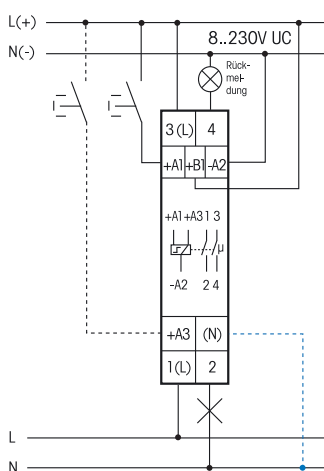 L(+)
N(-)
8..230V UC
Rück-
mel-
dung
3(L) 4
+A1 +B1 -A2
+A1 +A3 1 3
μ
-A2 2 4
+A3 (N)
1(L) 2
L
N